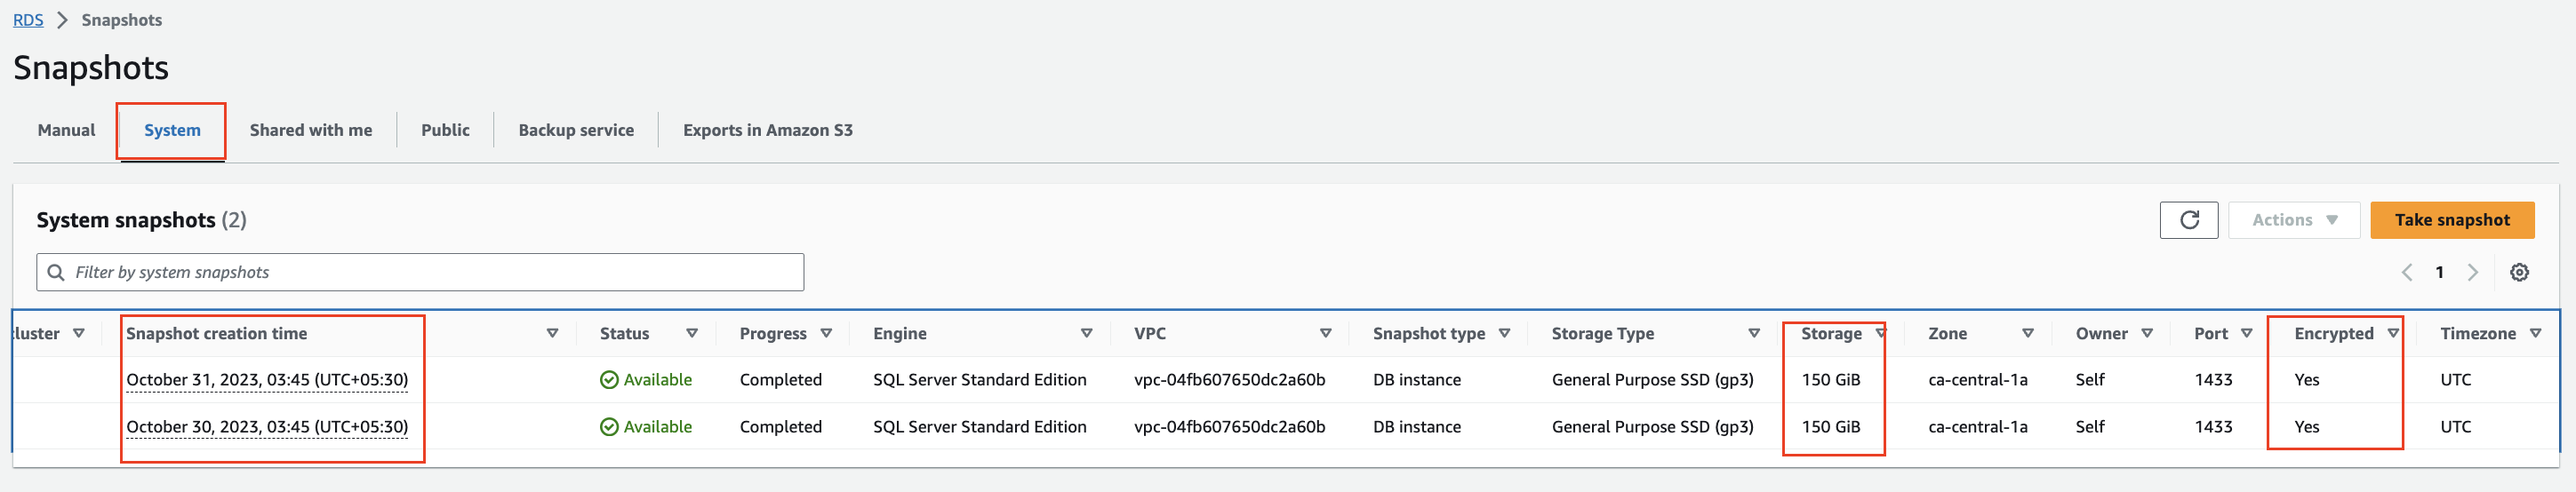 RDS > Snapshots
Snapshots
Manual System Shared with me Public Backup service Exports in Amazon S3
System snapshots (2) Actions Take snapshot
Filter by system snapshots 1
cluster Snapshot creation time Status Progress Engine VPC Snapshot type Storage Type Storage Zone Owner Port Encrypted Timezone
October 31, 2023, 03:45 (UTC+05:30) Available Completed SQL Server Standard Edition vpc-04fb607650dc2a60b DB instance General Purpose SSD (gp3) 150 GiB ca-central-1a Self 1433 Yes UTC
October 30, 2023, 03:45 (UTC+05:30) Available Completed SQL Server Standard Edition vpc-04fb607650dc2a60b DB instance General Purpose SSD (gp3) 150 GiB ca-central-1a Self 1433 Yes UTC